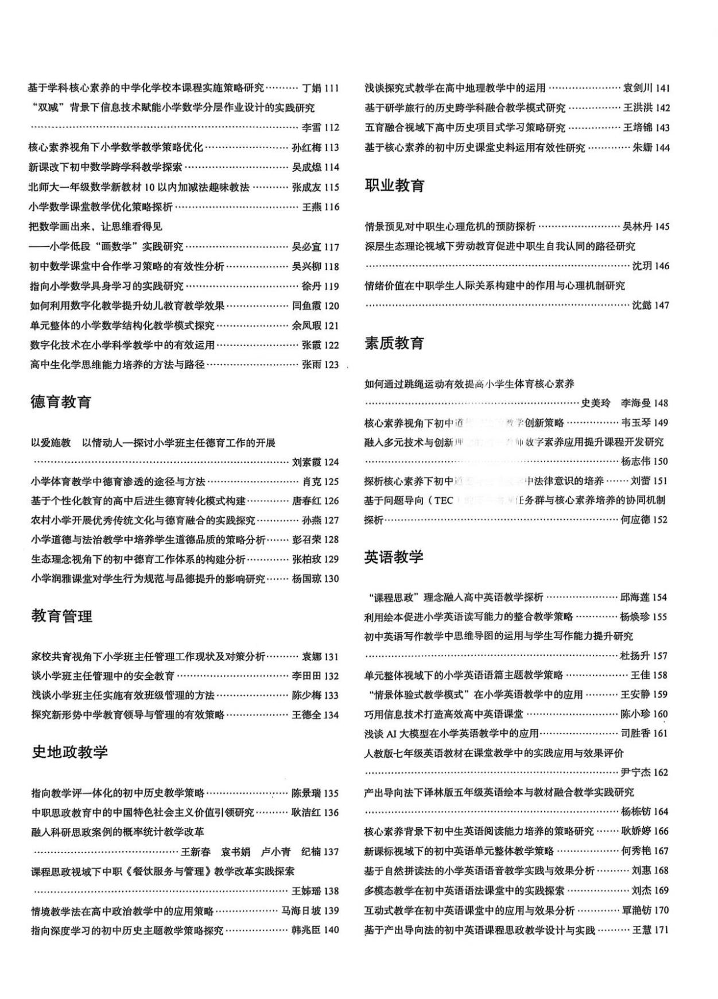 基于学科核心素养的中学化学校本课程实施策略研究·········· 丁娟 111
“双减”背景下信息技术赋能小学数学分层作业设计的实践研究
·········· 李雪 112
核心素养视角下小学数学教学策略优化·········· 孙红梅 113
新课改下初中数学跨学科教学探索·········· 吴成煌 114
北师大一年级数学新教材 10 以内加减法趣味教法·········· 张成友 115
小学数学课堂教学优化策略探析·········· 王燕 116
把数学画出来，让思维看得见
——小学低段“画数学”实践研究·········· 吴必宣 117
初中数学课堂中合作学习策略的有效性分析·········· 吴兴柳 118
指向小学数学具身学习的实践研究·········· 徐丹 119
如何利用数字化教学提升幼儿教育教学效果·········· 闫鱼霞 120
单元整体的小学数学结构化教学模式探究·········· 余凤瑕 121
数字化技术在小学科学教学中的有效运用·········· 张霞 122
高中生化学思维能力培养的方法与路径·········· 张雨 123
德育教育
以爱施教　以情动人—探讨小学班主任德育工作的开展
·········· 刘素霞 124
小学体育教学中德育渗透的途径与方法·········· 肖克 125
基于个性化教育的高中后进生德育转化模式构建·········· 唐春红 126
农村小学开展优秀传统文化与德育融合的实践探究·········· 孙燕 127
小学道德与法治教学中培养学生道德品质的策略分析······· 彭召荣 128
生态理念视角下的初中德育工作体系的构建分析·········· 张柏玫 129
小学润雅课堂对学生行为规范与品德提升的影响研究······· 杨国琼 130
教育管理
家校共育视角下小学班主任管理工作现状及对策分析·········· 袁娜 131
谈小学班主任管理中的安全教育·········· 李田田 132
浅谈小学班主任实施有效班级管理的方法·········· 陈少梅 133
探究新形势中学教育领导与管理的有效策略·········· 王德全 134
史地政教学
指向教学评一体化的初中历史教学策略·········· 陈景瑞 135
中职思政教育中的中国特色社会主义价值引领研究·········· 耿洁红 136
融入科研思政案例的概率统计教学改革
·········· 王新春　袁书娟　卢小青　纪楠 137
课程思政视域下中职《餐饮服务与管理》教学改革实践探索
·········· 王姊瑶 138
情境教学法在高中政治教学中的应用策略·········· 马海日坡 139
指向深度学习的初中历史主题教学策略探究·········· 韩兆臣 140
浅谈探究式教学在高中地理教学中的运用·········· 袁剑川 141
基于研学旅行的历史跨学科融合教学模式研究·········· 王洪洪 142
五育融合视域下高中历史项目式学习策略研究·········· 王培锦 143
基于核心素养的初中历史课堂史料运用有效性研究·········· 朱姗 144
职业教育
情景预见对中职生心理危机的预防探析·········· 吴林丹 145
深层生态理论视域下劳动教育促进中职生自我认同的路径研究
·········· 沈玥 146
情绪价值在中职学生人际关系构建中的作用与心理机制研究
·········· 沈懿 147
素质教育
如何通过跳绳运动有效提高小学生体育核心素养
·········· 史美玲　李海曼 148
核心素养视角下初中道 教学创新策略·········· 韦玉琴 149
融入多元技术与创新理 师数字素养应用提升课程开发研究
·········· 杨志伟 150
探析核心素养下初中道 中法律意识的培养······· 刘蕾 151
基于问题导向（TEC 任务群与核心素养培养的协同机制
探析·········· 何应德 152
英语教学
“课程思政”理念融入高中英语教学探析·········· 邱海莲 154
利用绘本促进小学英语读写能力的整合教学策略·········· 杨焕珍 155
初中英语写作教学中思维导图的运用与学生写作能力提升研究
·········· 杜扬升 157
单元整体视域下的小学英语语篇主题教学策略·········· 王佳 158
“情景体验式教学模式”在小学英语教学中的应用·········· 王安静 159
巧用信息技术打造高效高中英语课堂·········· 陈小珍 160
浅谈 AI 大模型在小学英语教学中的应用·········· 司胜香 161
人教版七年级英语教材在课堂教学中的实践应用与效果评价
·········· 尹宁杰 162
产出导向法下译林版五年级英语绘本与教材融合教学实践研究
·········· 杨栋钫 164
核心素养背景下初中生英语阅读能力培养的策略研究······· 耿娇婷 166
新课标视域下的初中英语单元整体教学策略·········· 何秀艳 167
基于自然拼读法的小学英语语音教学实践与效果分析·········· 刘惠 168
多模态教学在初中英语语法课堂中的实践探索·········· 刘杰 169
互动式教学在初中英语课堂中的应用与效果分析·········· 覃滟钫 170
基于产出导向法的初中英语课程思政教学设计与实践·········· 王慧 171